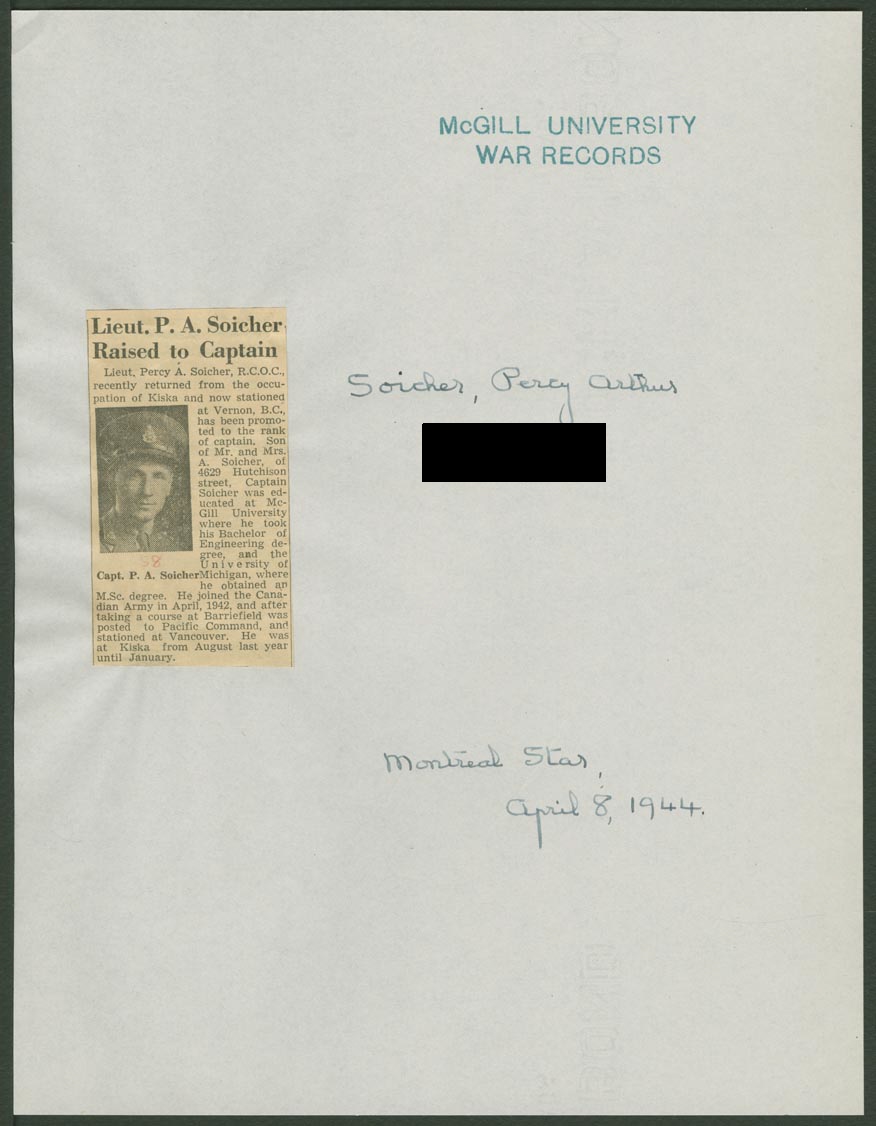 McGILL UNIVERSITY
WAR RECORDS
Lieut. P. A. Soicher
Raised to Captain
Lieut. Percy A. Soicher, R.C.O.C.,
recently returned from the occu-
pation of Kiska and now stationed
at Vernon, B.C.,
has been promo-
ted to the rank
of captain. Son
of Mr. and Mrs.
A. Soicher, of
4629 Hutchison
street, Captain
Soicher was ed-
ucated at Mc-
Gill University
where he took
his Bachelor of
Engineering de-
gree, and the
University of
Michigan, where
he obtained an
M.Sc. degree. He joined the Cana-
dian Army in April, 1942, and after
taking a course at Barriefield was
posted to Pacific Command, and
stationed at Vancouver. He was
at Kiska from August last year
until January.
58
Capt. P. A. Soicher
Soicher, Percy Arthur
Montreal Star,
April 8, 1944.